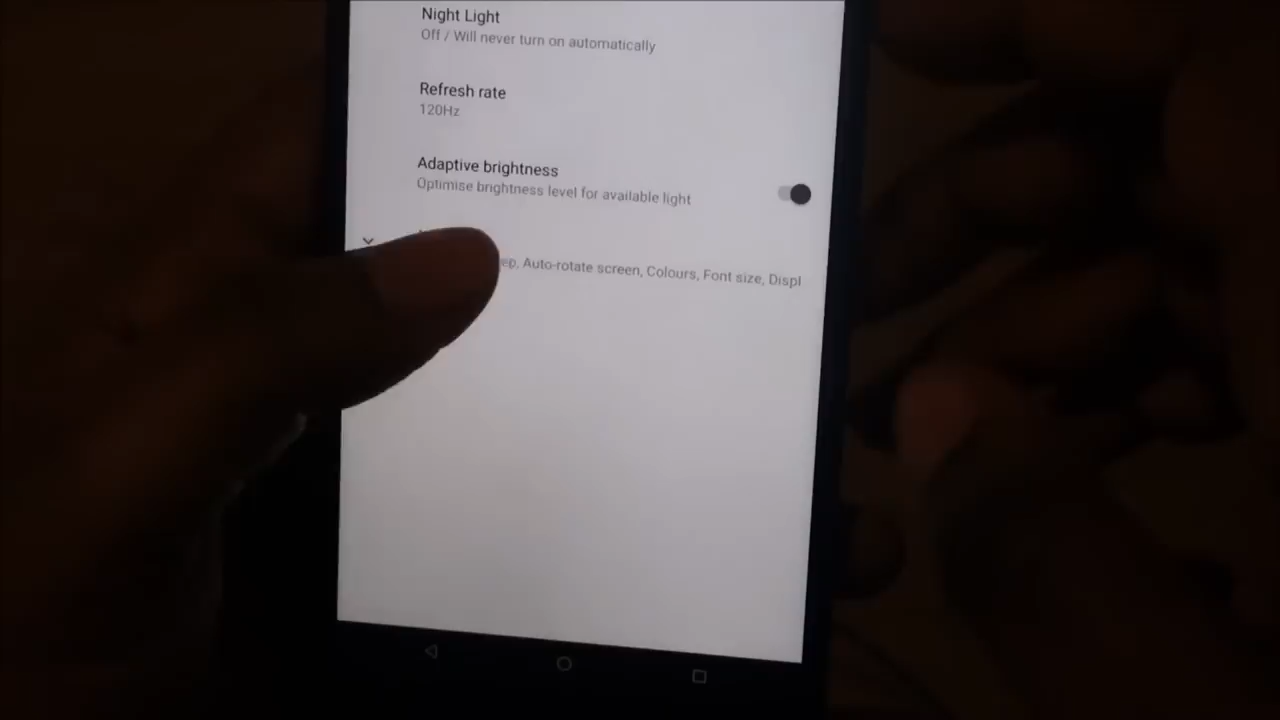 Night Light
Off / Will never turn on automatically
Refresh rate
120Hz
Adaptive brightness
Optimise brightness level for available light
Auto-rotate screen, Colours, Font size, Displ